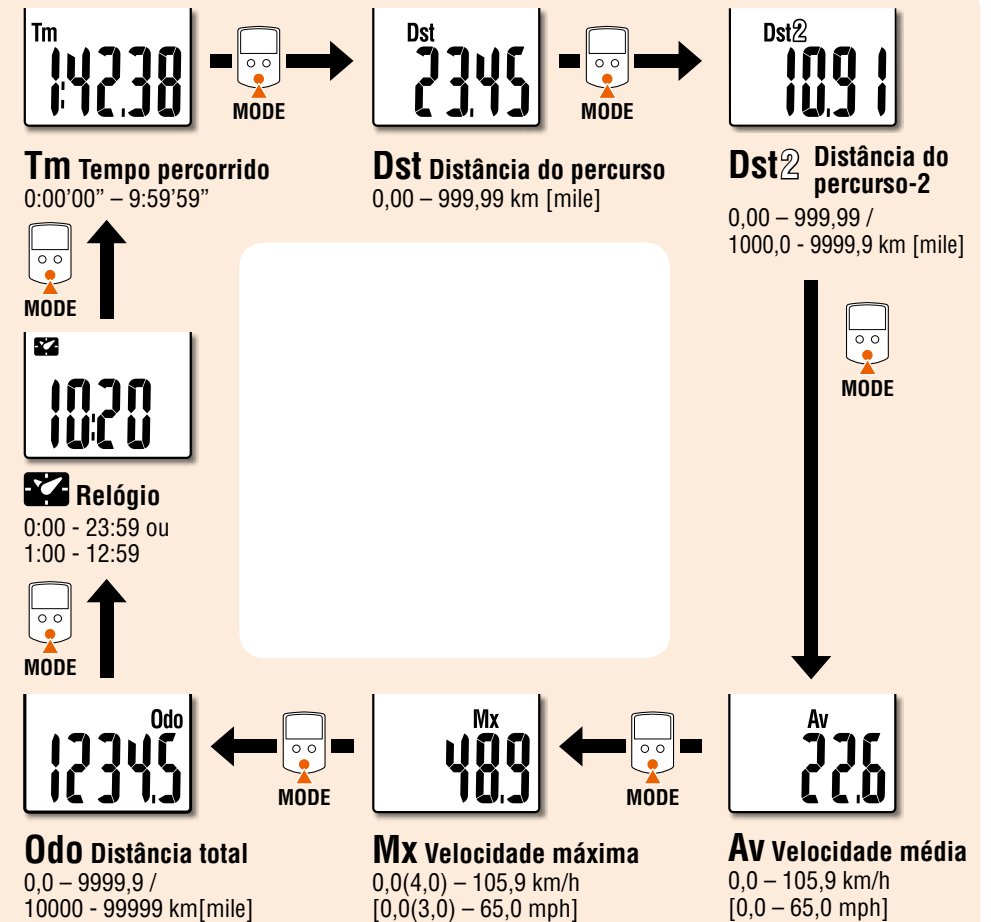 Tm
1:42.38
MODE
Dst
23.45
MODE
Dst2
10.91
Tm Tempo percorrido
0:00’00” – 9:59’59”
Dst Distância do percurso
0,00 – 999,99 km [mile]
Dst2 Distância do
percurso-2
0,00 – 999,99 /
1000,0 - 9999,9 km [mile]
MODE
MODE
10:20
Relógio
0:00 - 23:59 ou
1:00 - 12:59
MODE
Odo
1234.5
MODE
Mx
48.9
MODE
Av
22.6
Odo Distância total
0,0 – 9999,9 /
10000 - 99999 km[mile]
Mx Velocidade máxima
0,0(4,0) – 105,9 km/h
[0,0(3,0) – 65,0 mph]
Av Velocidade média
0,0 – 105,9 km/h
[0,0 – 65,0 mph]